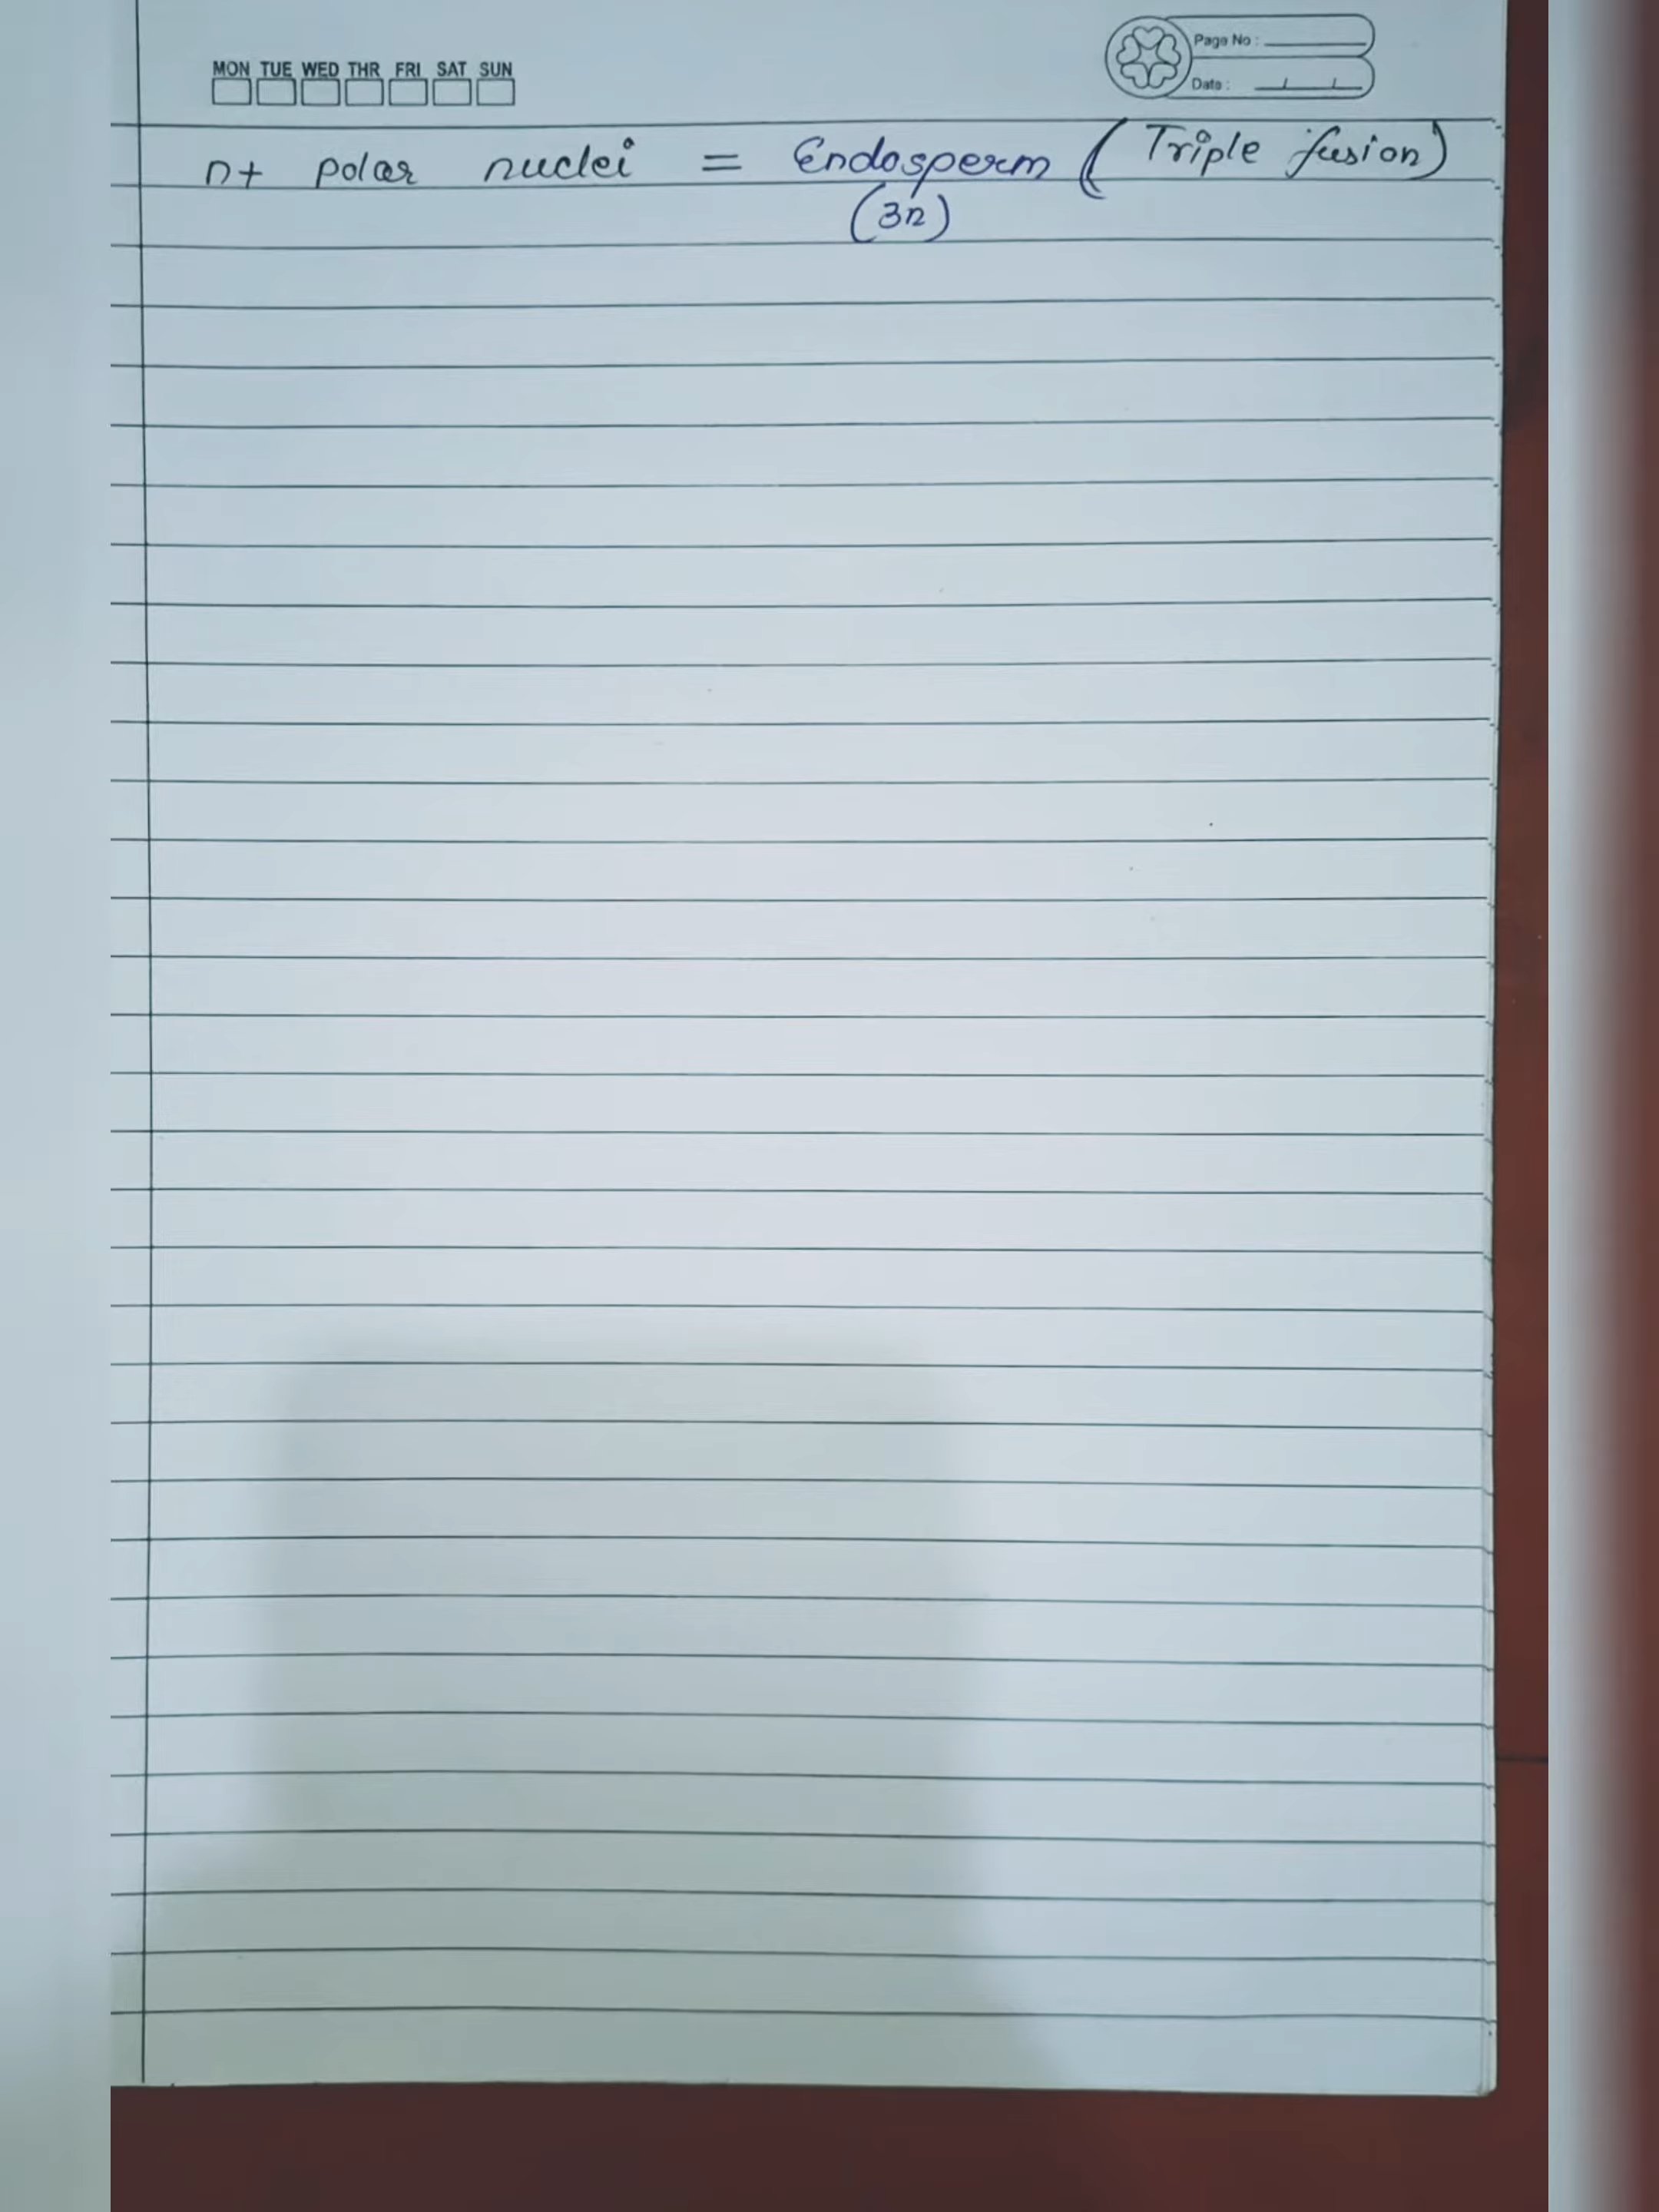 MON TUE WED THR FRI SAT SUN
Page No :
Date :
n+ polar nuclei = Endosperm ( Triple fusion)
(3n)